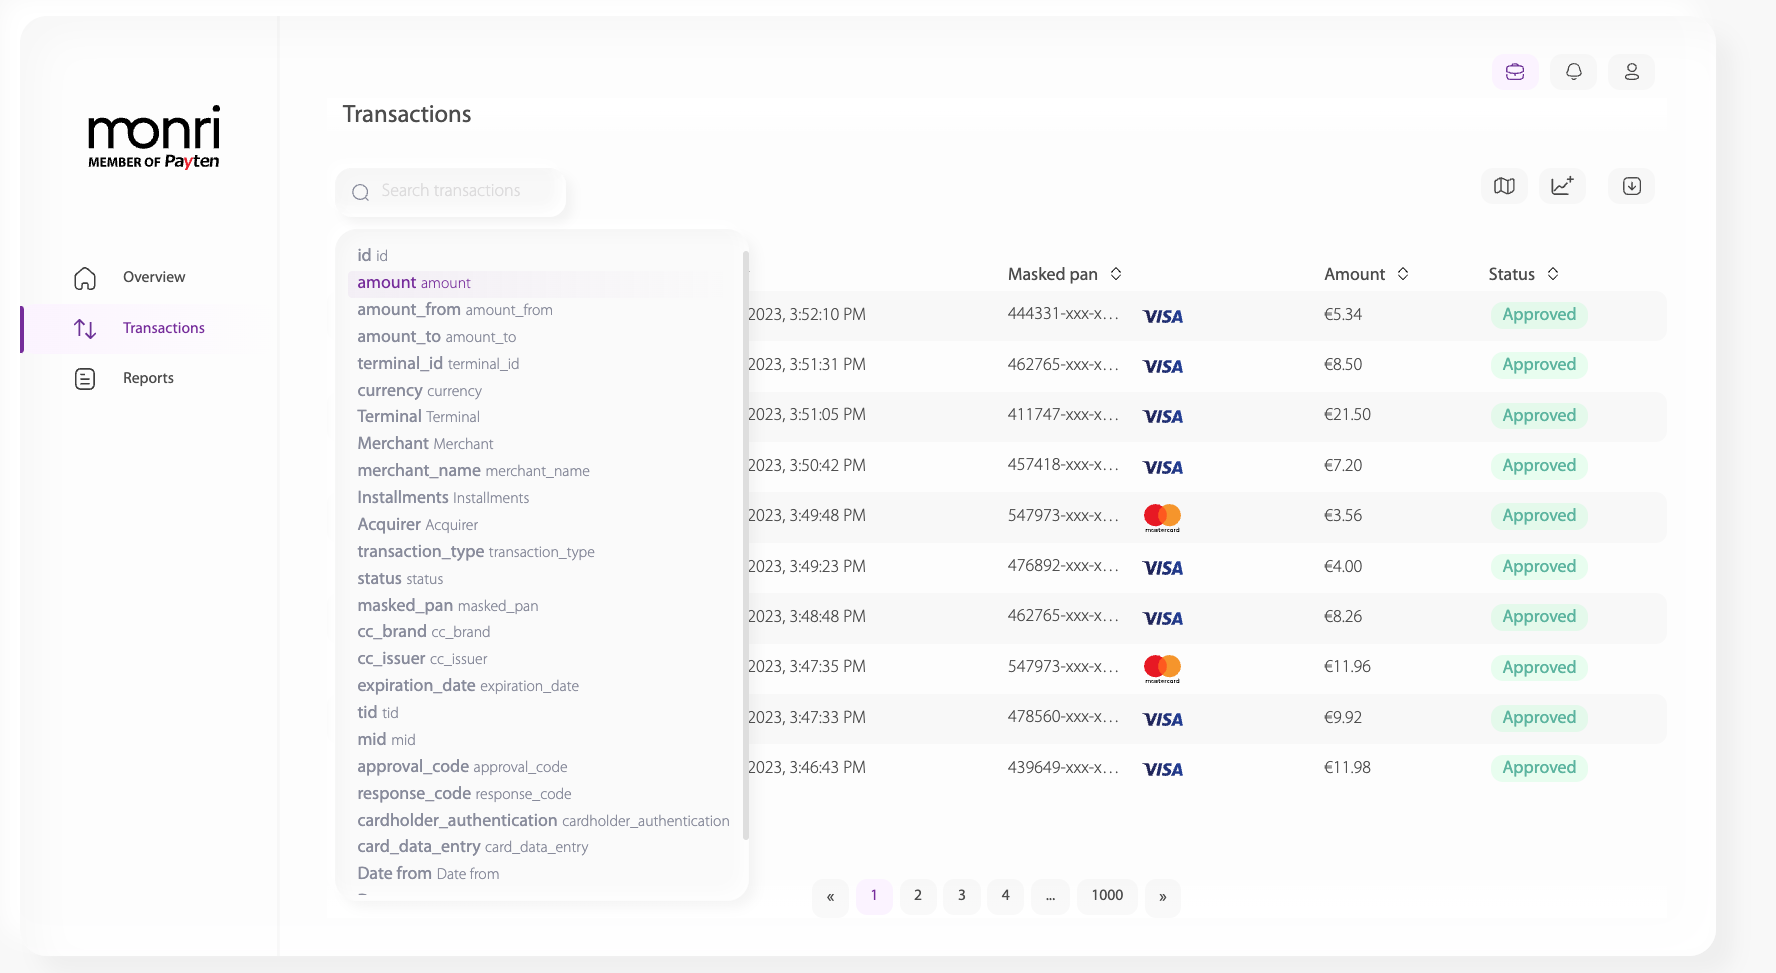 monri
MEMBER OF Payten
Overview
Transactions
Reports
Transactions
Search transactions
id id
amount amount
amount_from amount_from
amount_to amount_to
terminal_id terminal_id
currency currency
Terminal Terminal
Merchant Merchant
merchant_name merchant_name
Installments Installments
Acquirer Acquirer
transaction_type transaction_type
status status
masked_pan masked_pan
cc_brand cc_brand
cc_issuer cc_issuer
expiration_date expiration_date
tid tid
mid mid
approval_code approval_code
response_code response_code
cardholder_authentication cardholder_authentication
card_data_entry card_data_entry
Date from Date from
Masked pan Amount Status
2023, 3:52:10 PM 444331-xxx-x... VISA €5.34 Approved
2023, 3:51:31 PM 462765-xxx-x... VISA €8.50 Approved
2023, 3:51:05 PM 411747-xxx-x... VISA €21.50 Approved
2023, 3:50:42 PM 457418-xxx-x... VISA €7.20 Approved
2023, 3:49:48 PM 547973-xxx-x... mastercard €3.56 Approved
2023, 3:49:23 PM 476892-xxx-x... VISA €4.00 Approved
2023, 3:48:48 PM 462765-xxx-x... VISA €8.26 Approved
2023, 3:47:35 PM 547973-xxx-x... mastercard €11.96 Approved
2023, 3:47:33 PM 478560-xxx-x... VISA €9.92 Approved
2023, 3:46:43 PM 439649-xxx-x... VISA €11.98 Approved
« 1 2 3 4 ... 1000 »